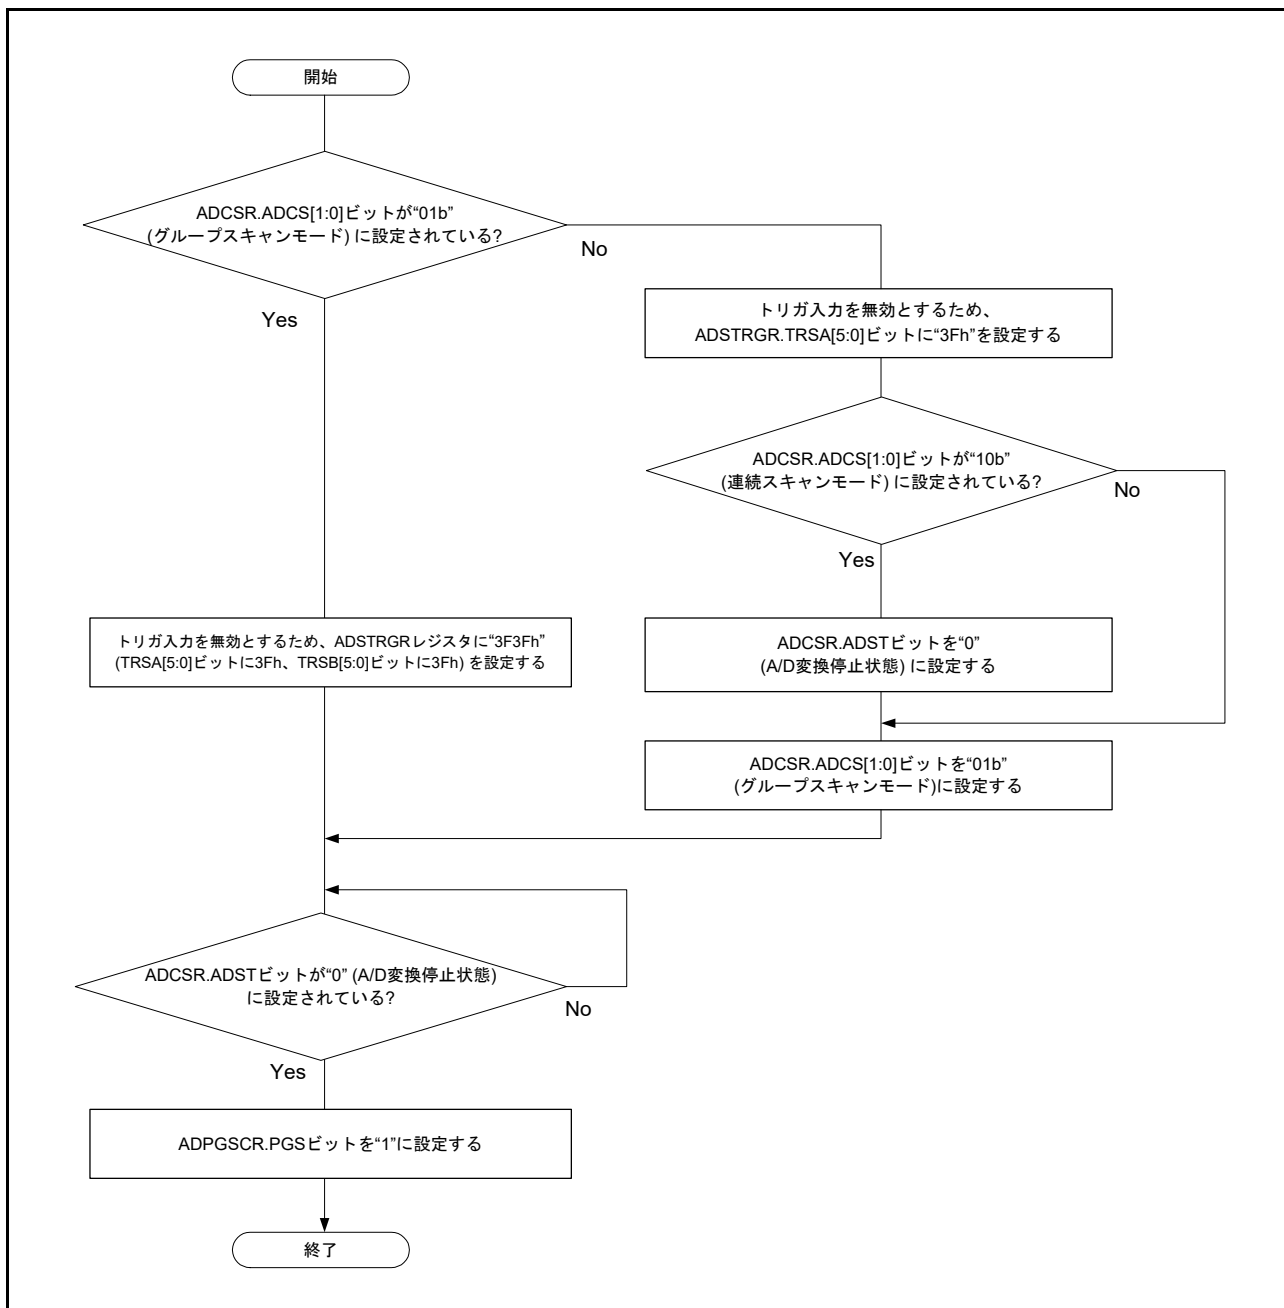 開始
ADCSR.ADCS[1:0]ビットが“01b”
(グループスキャンモード) に設定されている?
No
Yes
トリガ入力を無効とするため、
ADSTRGR.TRSA[5:0]ビットに“3Fh”を設定する
ADCSR.ADCS[1:0]ビットが“10b”
(連続スキャンモード) に設定されている?
No
Yes
トリガ入力を無効とするため、ADSTRGRレジスタに“3F3Fh”
(TRSA[5:0]ビットに3Fh、TRSB[5:0]ビットに3Fh) を設定する
ADCSR.ADSTビットを“0”
(A/D変換停止状態) に設定する
ADCSR.ADCS[1:0]ビットを“01b”
(グループスキャンモード)に設定する
ADCSR.ADSTビットが“0” (A/D変換停止状態)
に設定されている?
No
Yes
ADPGSCR.PGSビットを“1”に設定する
終了